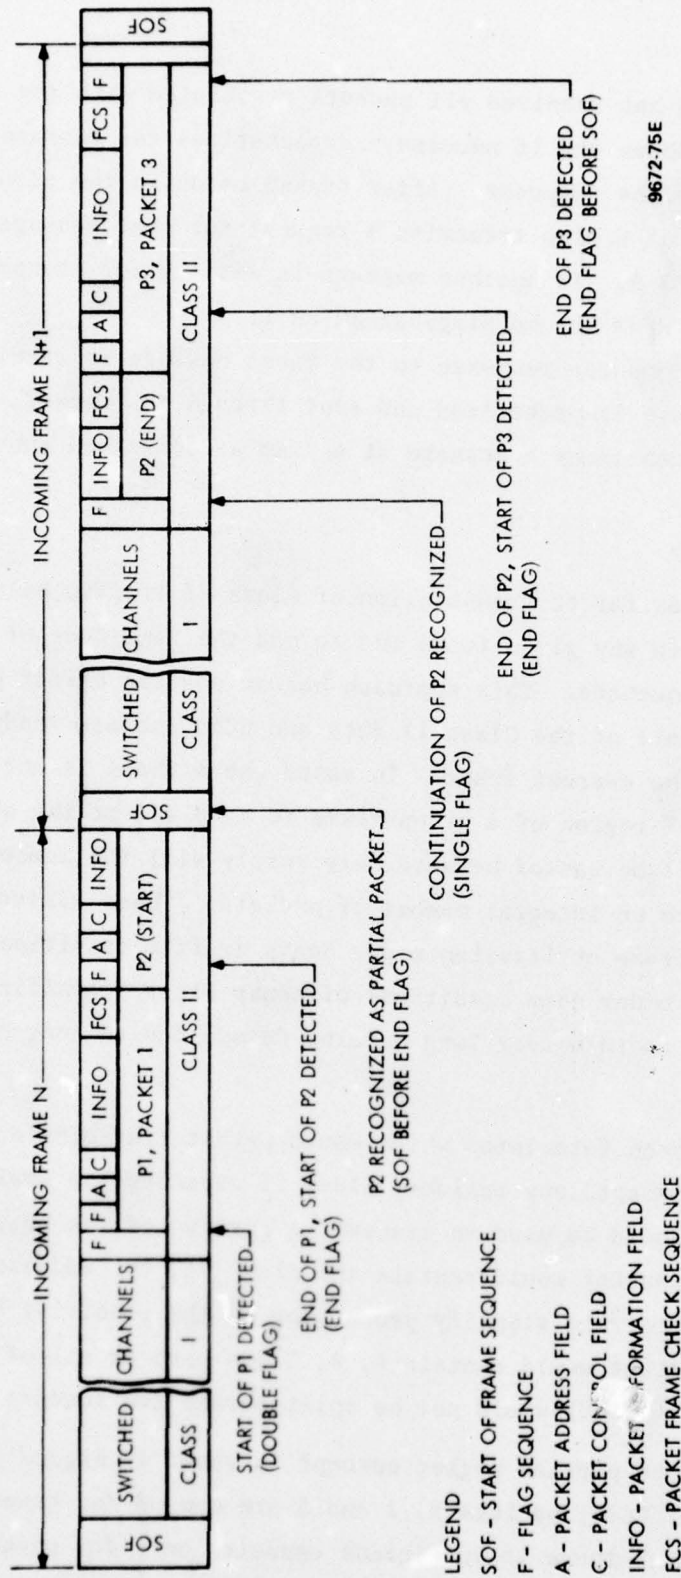 INCOMING FRAME N
INCOMING FRAME N+1
SOF
SWITCHED CHANNELS
CLASS I
F
F A C INFO FCS
P1, PACKET 1
F A C INFO
P2 (START)
CLASS II
SOF
SWITCHED CHANNELS
CLASS I
F
INFO FCS
P2 (END)
F A C INFO FCS F
P3, PACKET 3
CLASS II
SOF
START OF P1 DETECTED
(DOUBLE FLAG)
END OF P1, START OF P2 DETECTED
(END FLAG)
P2 RECOGNIZED AS PARTIAL PACKET
(SOF BEFORE END FLAG)
CONTINUATION OF P2 RECOGNIZED
(SINGLE FLAG)
END OF P2, START OF P3 DETECTED
(END FLAG)
END OF P3 DETECTED
(END FLAG BEFORE SOF)
LEGEND
SOF - START OF FRAME SEQUENCE
F - FLAG SEQUENCE
A - PACKET ADDRESS FIELD
C - PACKET CONTROL FIELD
INFO - PACKET INFORMATION FIELD
FCS - PACKET FRAME CHECK SEQUENCE
9672-75E